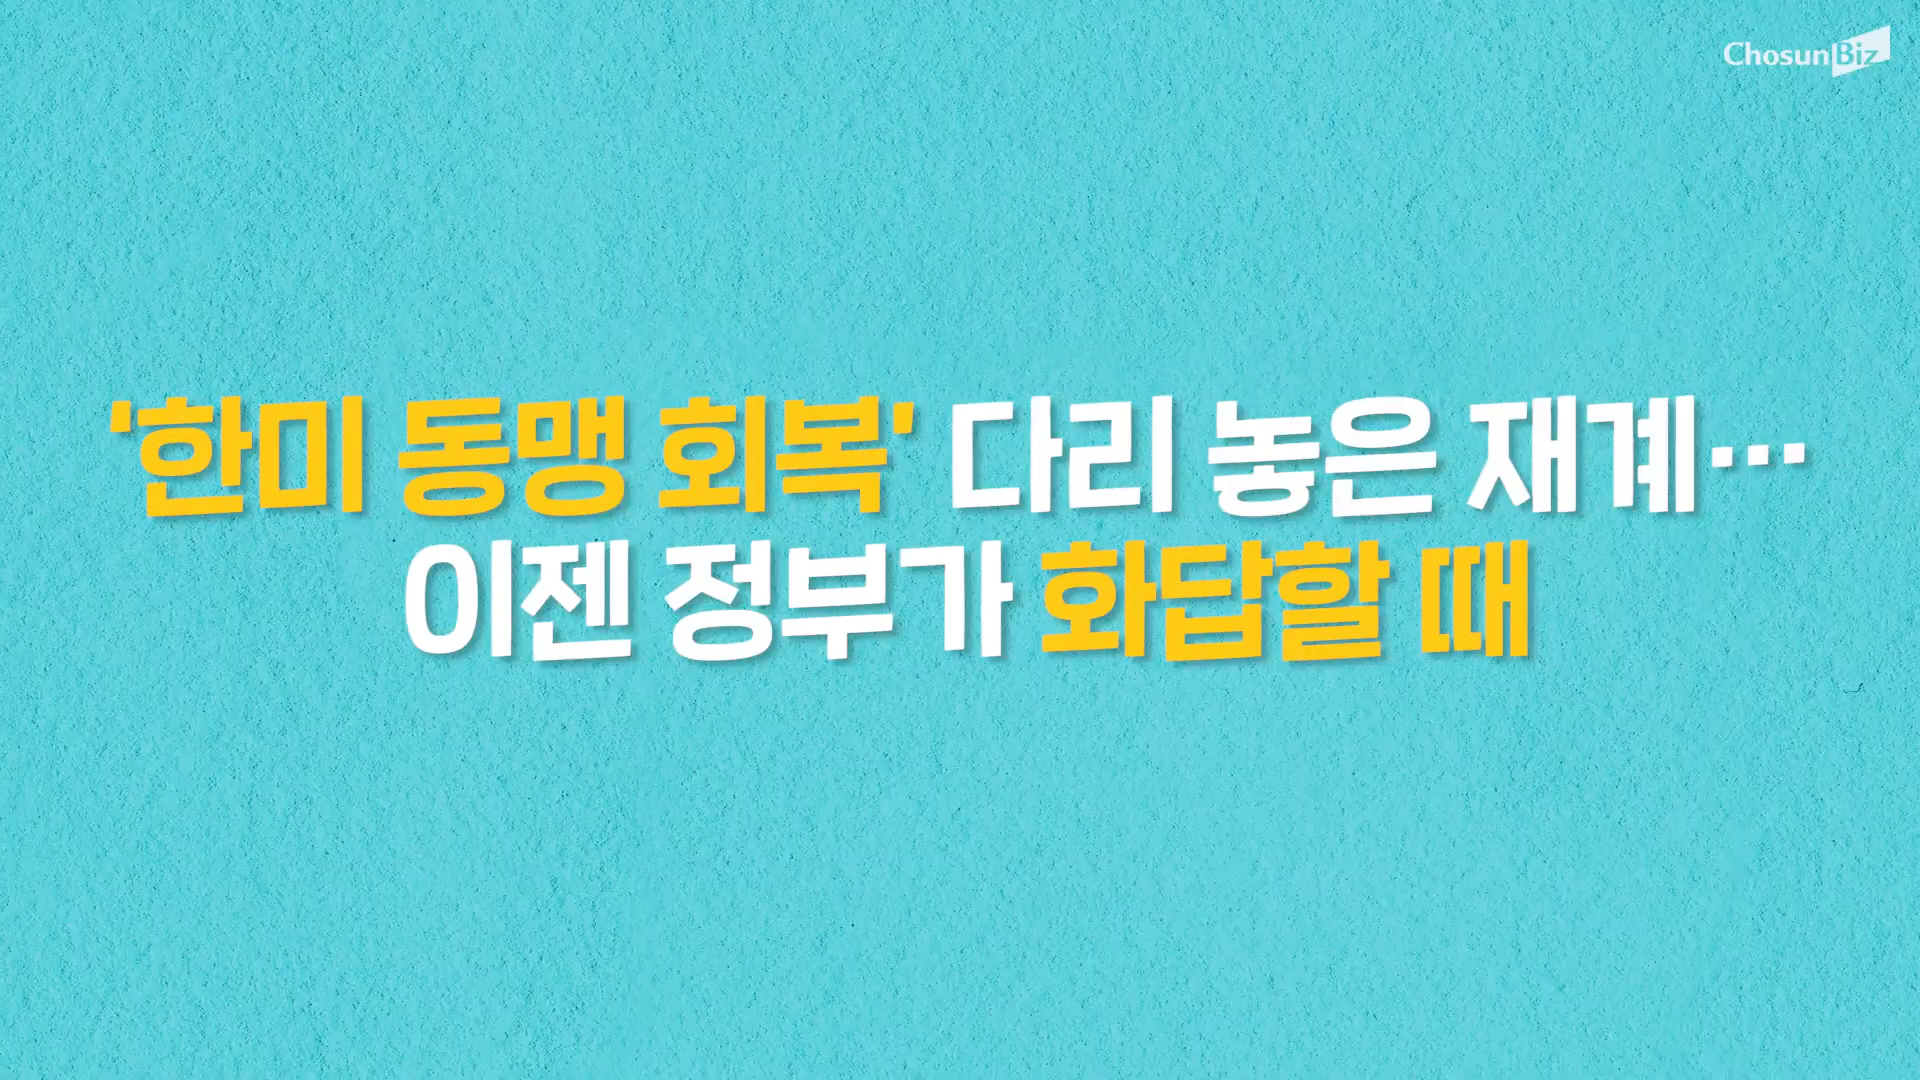 ChosunBiz
'한미 동맹 회복' 다리 놓은 재계…
이젠 정부가 화답할 때